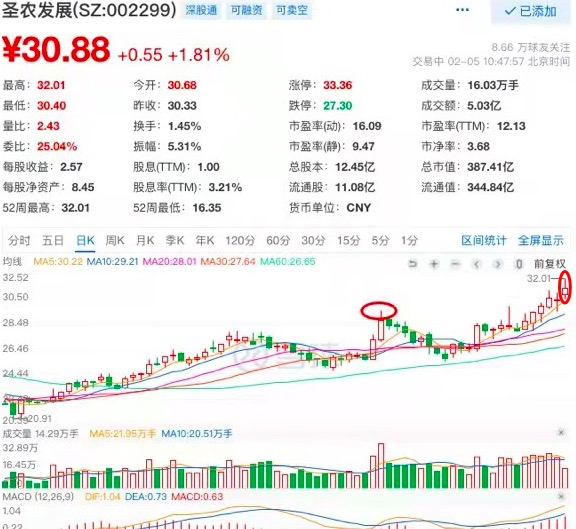 圣农发展(SZ:002299) 深股通 可融资 可卖空 ··· 已添加
¥30.88 +0.55 +1.81%
8.66 万球友关注
交易中 02-05 10:47:57 北京时间
最高: 32.01 今开: 30.68 涨停: 33.36 成交量: 16.03万手
最低: 30.40 昨收: 30.33 跌停: 27.30 成交额: 5.03亿
量比: 2.43 换手: 1.45% 市盈率(动): 16.09 市盈率(TTM): 12.13
委比: 25.04% 振幅: 5.31% 市盈率(静): 9.47 市净率: 3.68
每股收益: 2.57 股息(TTM): 1.00 总股本: 12.45亿 总市值: 387.41亿
每股净资产: 8.45 股息率(TTM): 3.21% 流通股: 11.08亿 流通值: 344.84亿
52周最高: 32.01 52周最低: 16.35 货币单位: CNY
分时 五日 日K 周K 月K 季K 年K 120分 60分 30分 15分 5分 1分 区间统计 全屏显示
均线 MA5:30.22 MA10:29.21 MA20:28.01 MA30:27.64 MA60:26.65 前复权
32.52
32.01
30.50
28.48
26.46
24.44
20.91
20.39
成交量 14.29万手 MA5:21.95万手 MA10:20.51万手
32.89万
16.45万
MACD (12,26,9) DIF:1.04 DEA:0.73 MACD:0.63
1.04
0.22